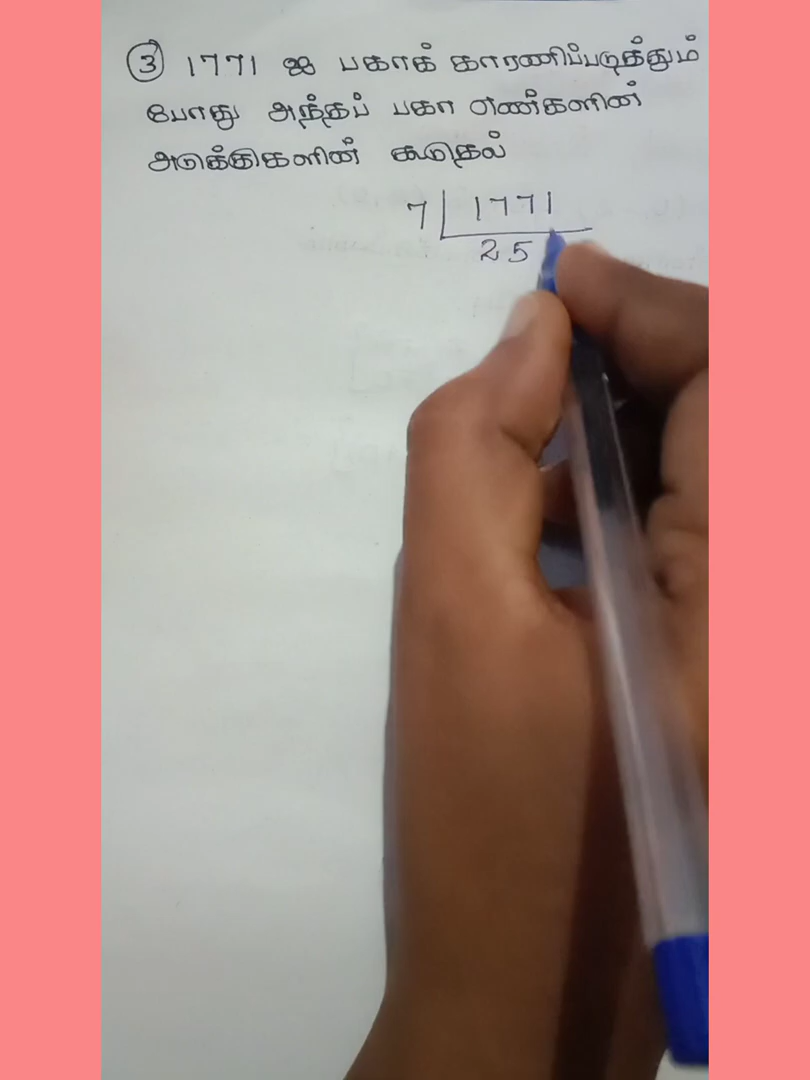 ③ 1771 ஐ பகாக் காரணிப்படுத்தும்
போது அந்தப் பகா எண்களின்
அடுக்குகளின் கூடுதல்
7 | 1771
25